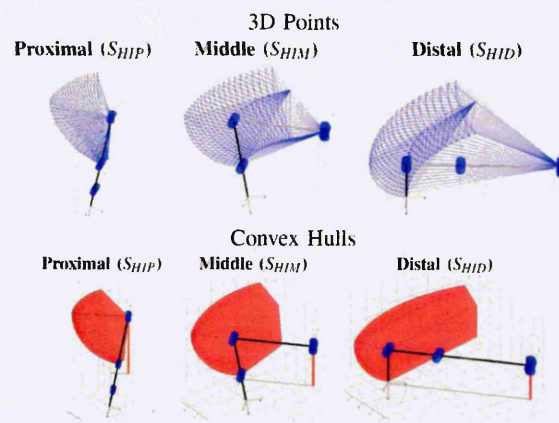 3D Points
Proximal (S_HIP) Middle (S_HIM) Distal (S_HID)
Convex Hulls
Proximal (S_HIP) Middle (S_HIM) Distal (S_HID)